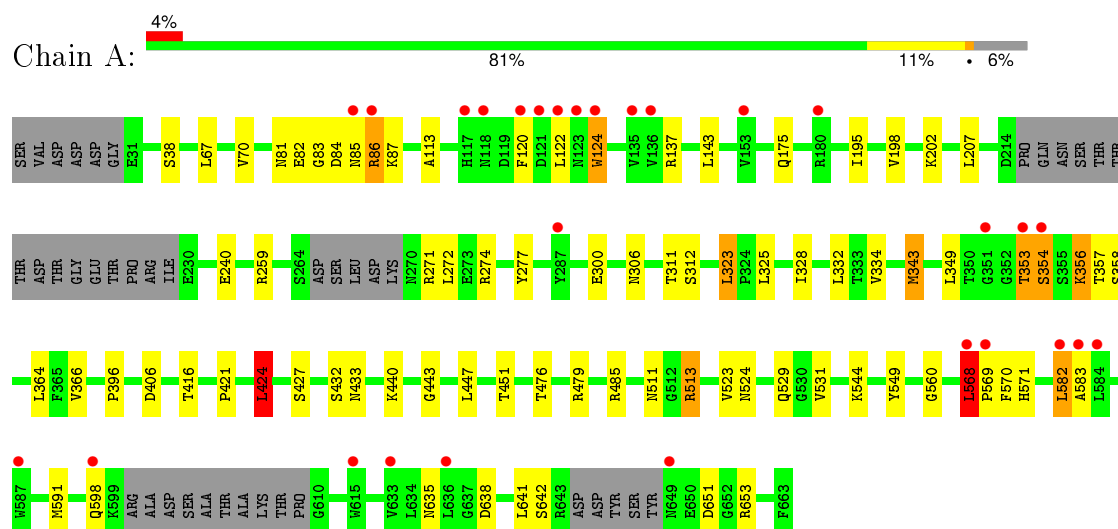 4%
Chain A:
81% 11% • 6%
SER VAL ASP ASP ASP GLY E31 S38 L67 V70 N81 E82 G83 D84 N85 R86 K87 A113 H117 N118 D119 F120 D121 L122 N123 W124 V135 V136 R137 L143 V153 Q175 R180 I195 V198 K202 L207 D214 PRO GLN ASN SER THR THR
THR ASP THR GLY GLU THR PRO ARG ILE E230 E240 R259 S264 ASP SER LEU ASP LYS N270 R271 L272 E273 R274 Y277 Y287 E300 N306 T311 S312 L323 P324 L325 I328 L332 T333 V334 M343 L349 T350 G351 G352 T353 S354 S355 K356 T357 S358
L364 F365 V366 P396 D406 T416 P421 L424 S427 S432 N433 K440 G443 L447 T451 T476 R479 R485 N511 G512 R513 V523 N524 Q529 G530 V531 K544 Y549 G560 L568 P569 F570 H571 L582 A583 L584
W587 M591 Q598 K599 ARG ALA ASP SER ALA THR ALA LYS THR PRO G610 W615 V633 L634 N635 L636 G637 D638 L641 S642 R643 ASP ASP TYR SER TYR N649 E650 D651 G652 R653 F663